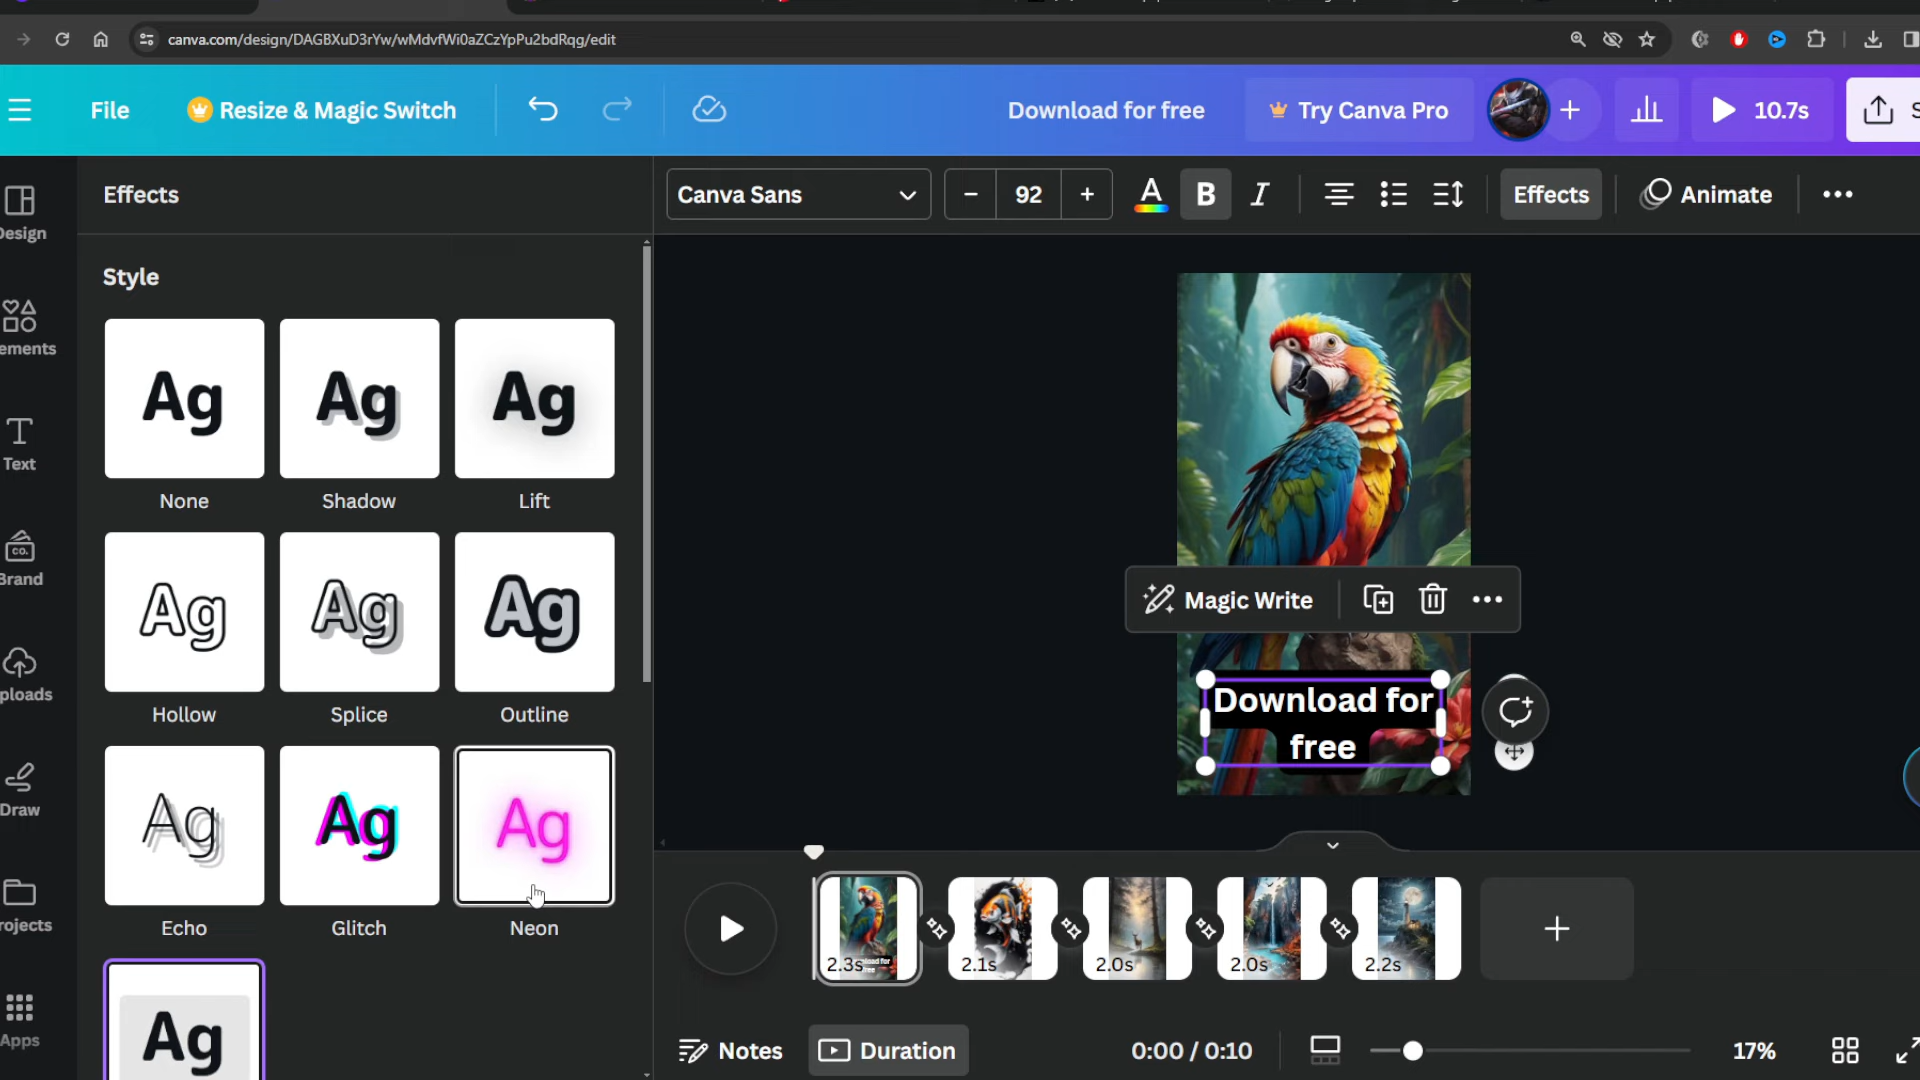 canva.com/design/DAGBXuD3rYw/wMdvfWi0aZCzYpPu2bdRqg/edit
File
Resize & Magic Switch
Download for free
Try Canva Pro
10.7s
S
Effects
Canva Sans
- 92 +
A B I
Effects
Animate
Design
ements
Text
Brand
CO.
ploads
Draw
rojects
Apps
Style
Ag Ag Ag
None Shadow Lift
Ag Ag Ag
Hollow Splice Outline
Ag Ag Ag
Echo Glitch Neon
Ag
Magic Write
Download for
free
2.3s 2.1s 2.0s 2.0s 2.2s
Notes
Duration
0:00 / 0:10
17%